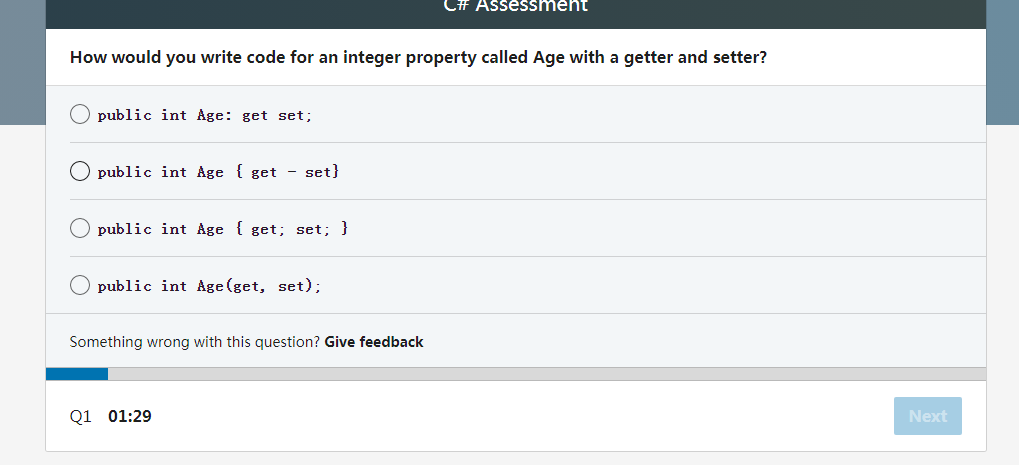 C# Assessment
How would you write code for an integer property called Age with a getter and setter?
public int Age: get set;
public int Age { get - set}
public int Age { get; set; }
public int Age(get, set);
Something wrong with this question? Give feedback
Q1 01:29
Next